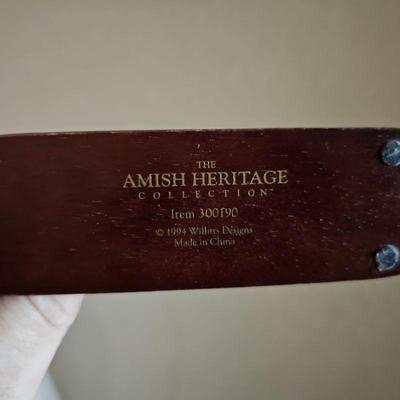 THE
AMISH HERITAGE
COLLECTION™
Item 300190
© 1994 Willitts Designs
Made in China